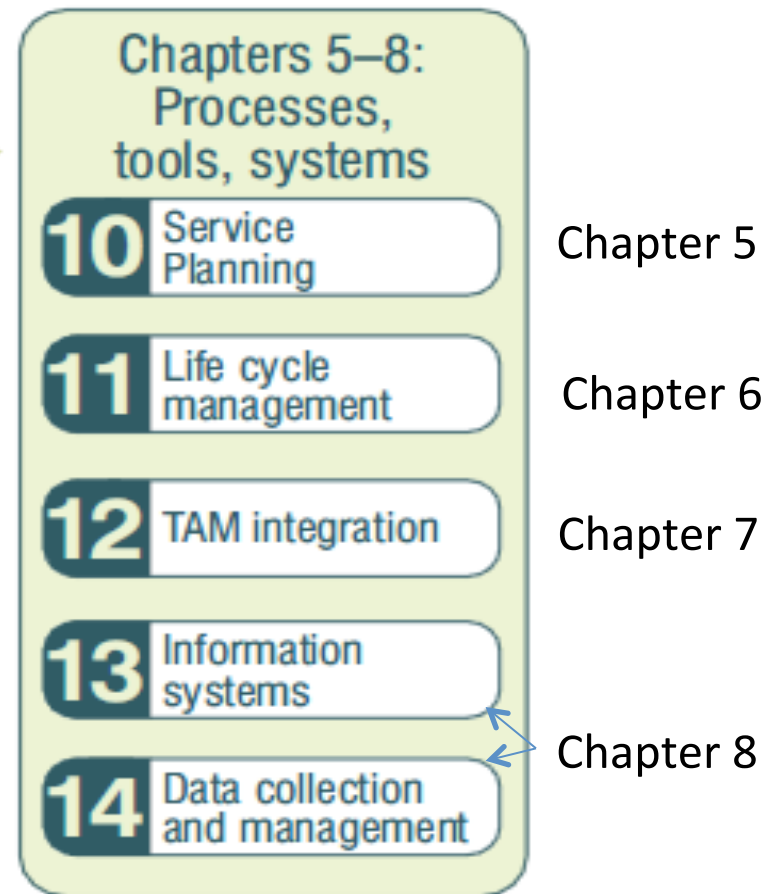 Chapters 5–8:
Processes,
tools, systems
10
Service
Planning
Chapter 5
11
Life cycle
management
Chapter 6
12
TAM integration
Chapter 7
13
Information
systems
Chapter 8
14
Data collection
and management